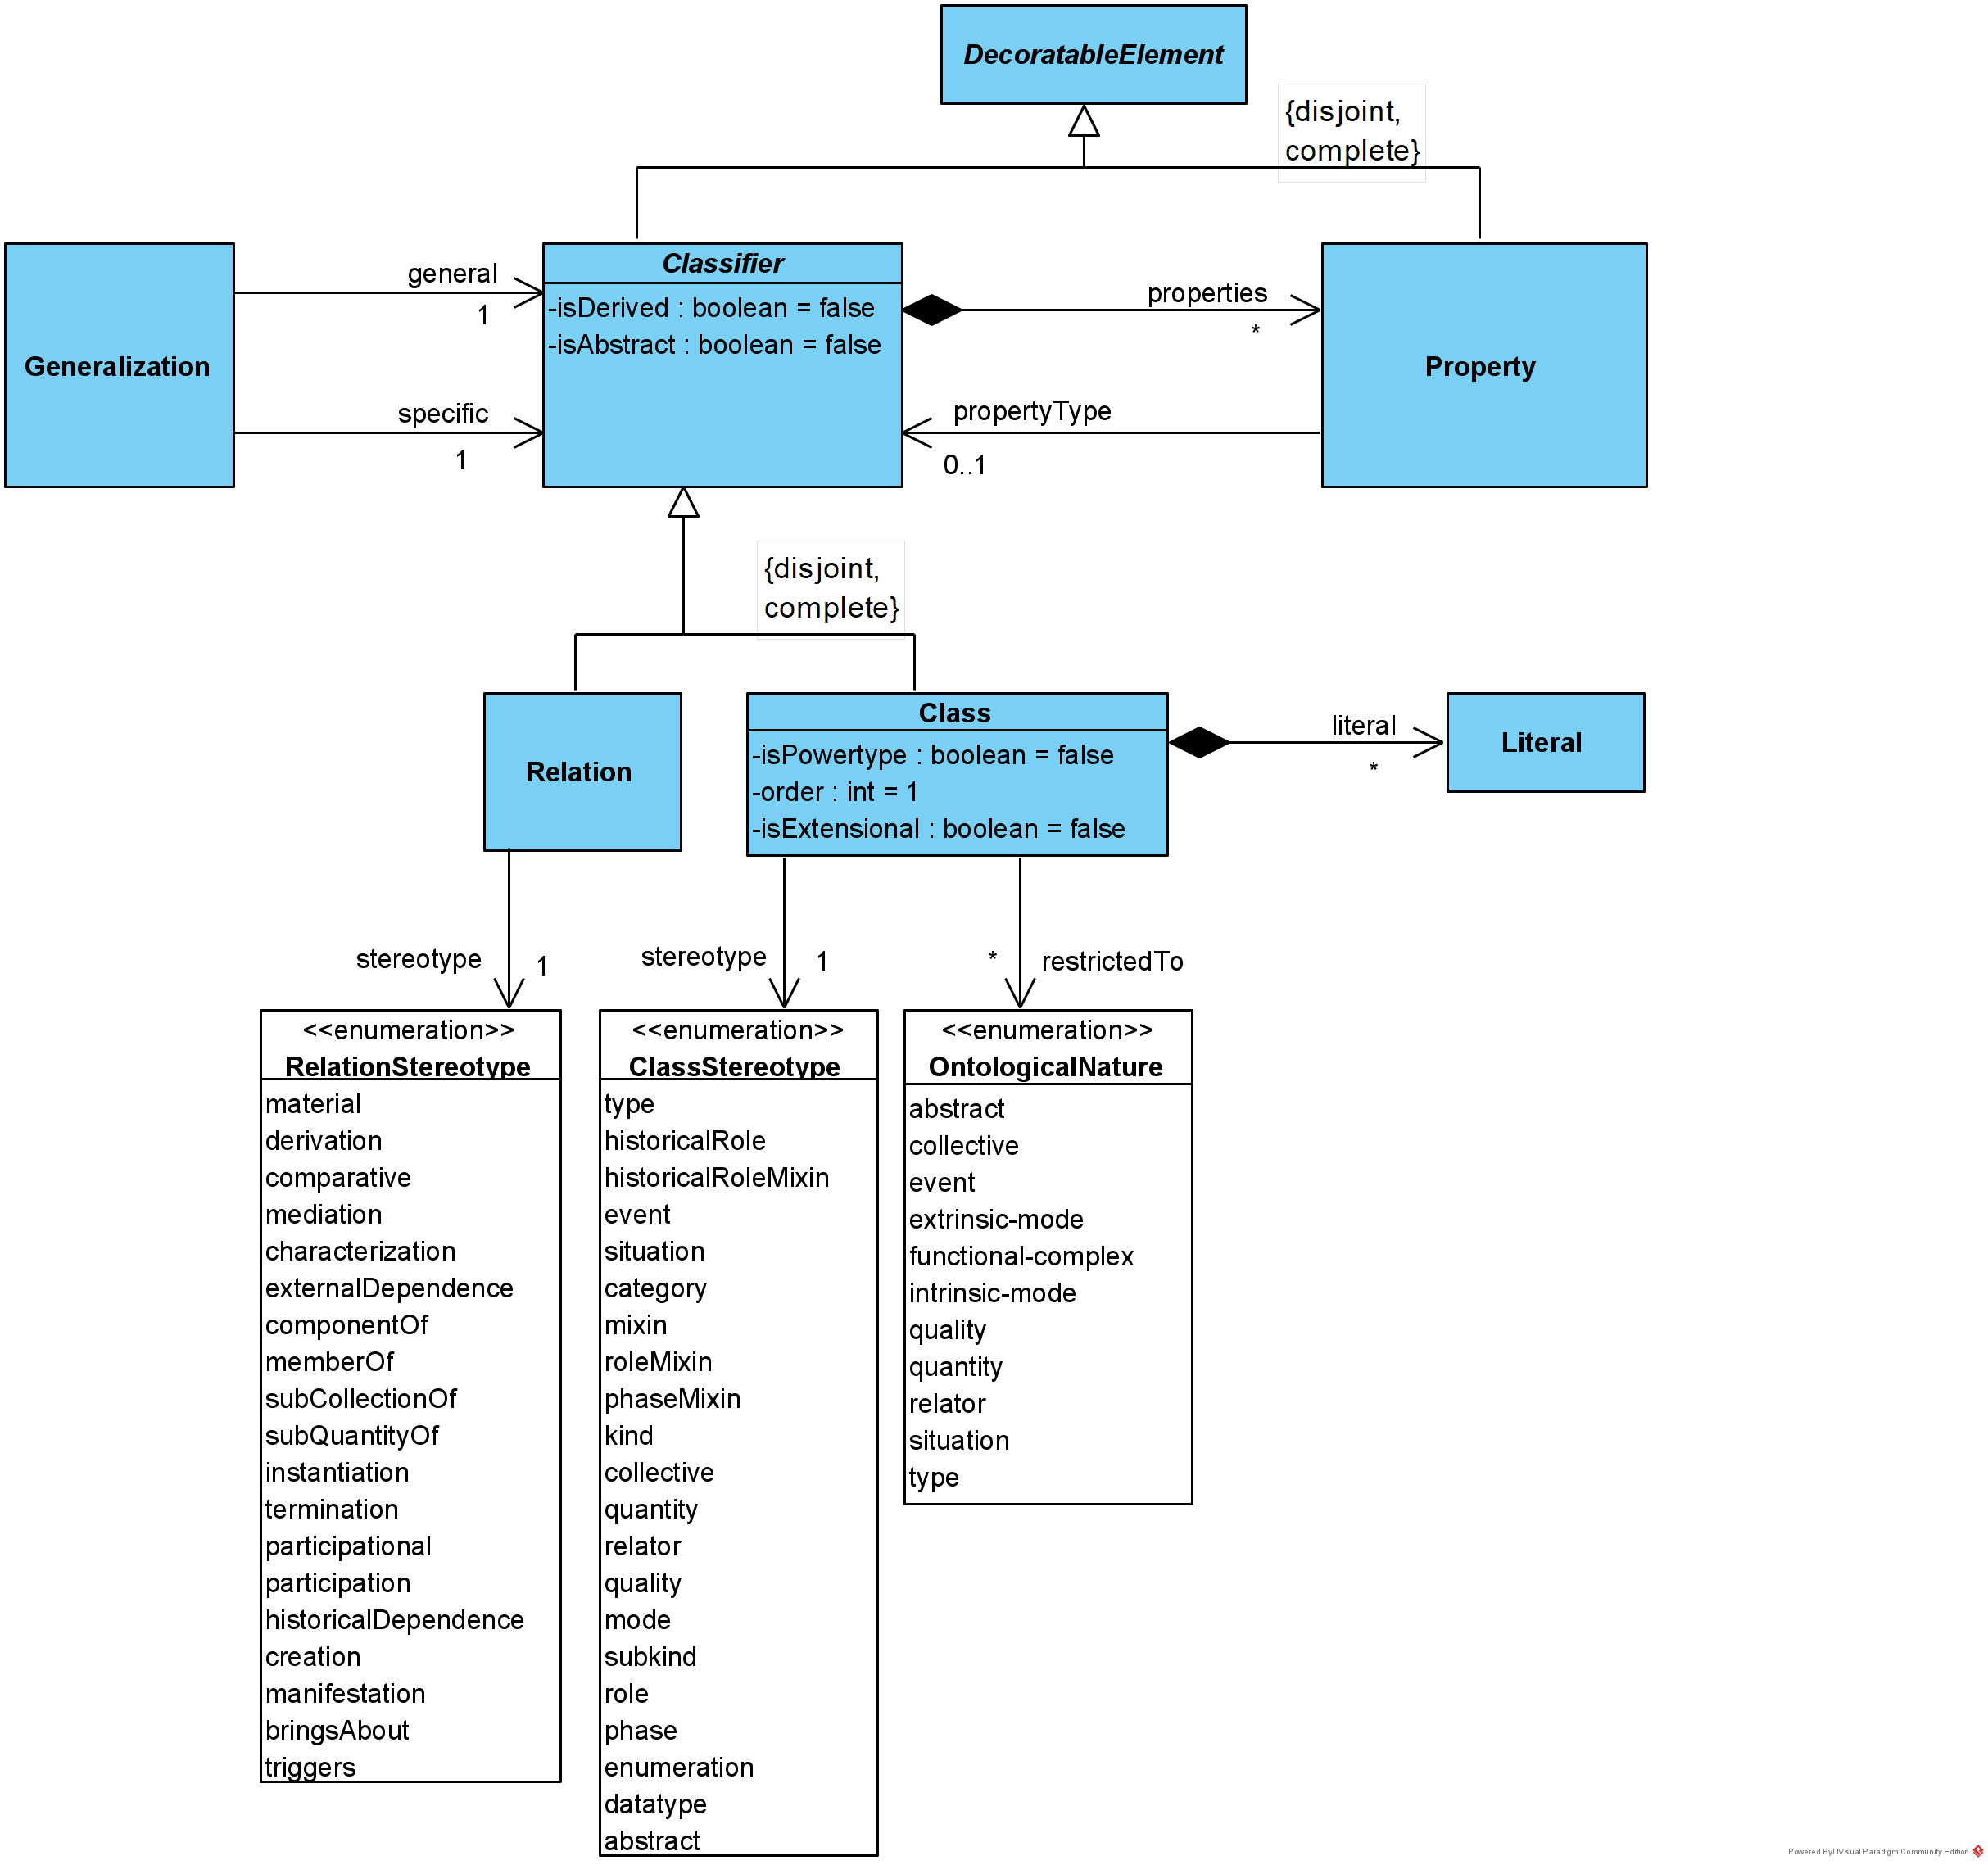 DecoratableElement
{disjoint,
complete}
Generalization
general
1
specific
1
Classifier
-isDerived : boolean = false
-isAbstract : boolean = false
properties
*
propertyType
0..1
Property
{disjoint,
complete}
Relation
Class
-isPowertype : boolean = false
-order : int = 1
-isExtensional : boolean = false
literal
*
Literal
stereotype
1
stereotype
1
*
restrictedTo
<<enumeration>>
RelationStereotype
material
derivation
comparative
mediation
characterization
externalDependence
componentOf
memberOf
subCollectionOf
subQuantityOf
instantiation
termination
participational
participation
historicalDependence
creation
manifestation
bringsAbout
triggers
<<enumeration>>
ClassStereotype
type
historicalRole
historicalRoleMixin
event
situation
category
mixin
roleMixin
phaseMixin
kind
collective
quantity
relator
quality
mode
subkind
role
phase
enumeration
datatype
abstract
<<enumeration>>
OntologicalNature
abstract
collective
event
extrinsic-mode
functional-complex
intrinsic-mode
quality
quantity
relator
situation
type
Powered By Visual Paradigm Community Edition